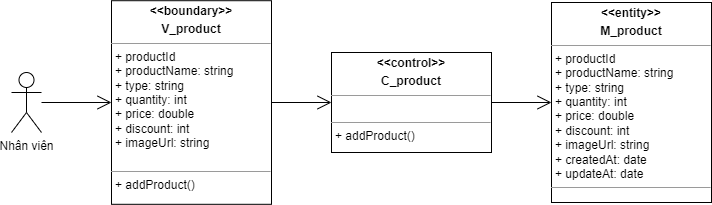 Nhân viên
<<boundary>>
V_product
+ productId
+ productName: string
+ type: string
+ quantity: int
+ price: double
+ discount: int
+ imageUrl: string
+ addProduct()
<<control>>
C_product
+ addProduct()
<<entity>>
M_product
+ productId
+ productName: string
+ type: string
+ quantity: int
+ price: double
+ discount: int
+ imageUrl: string
+ createdAt: date
+ updateAt: date